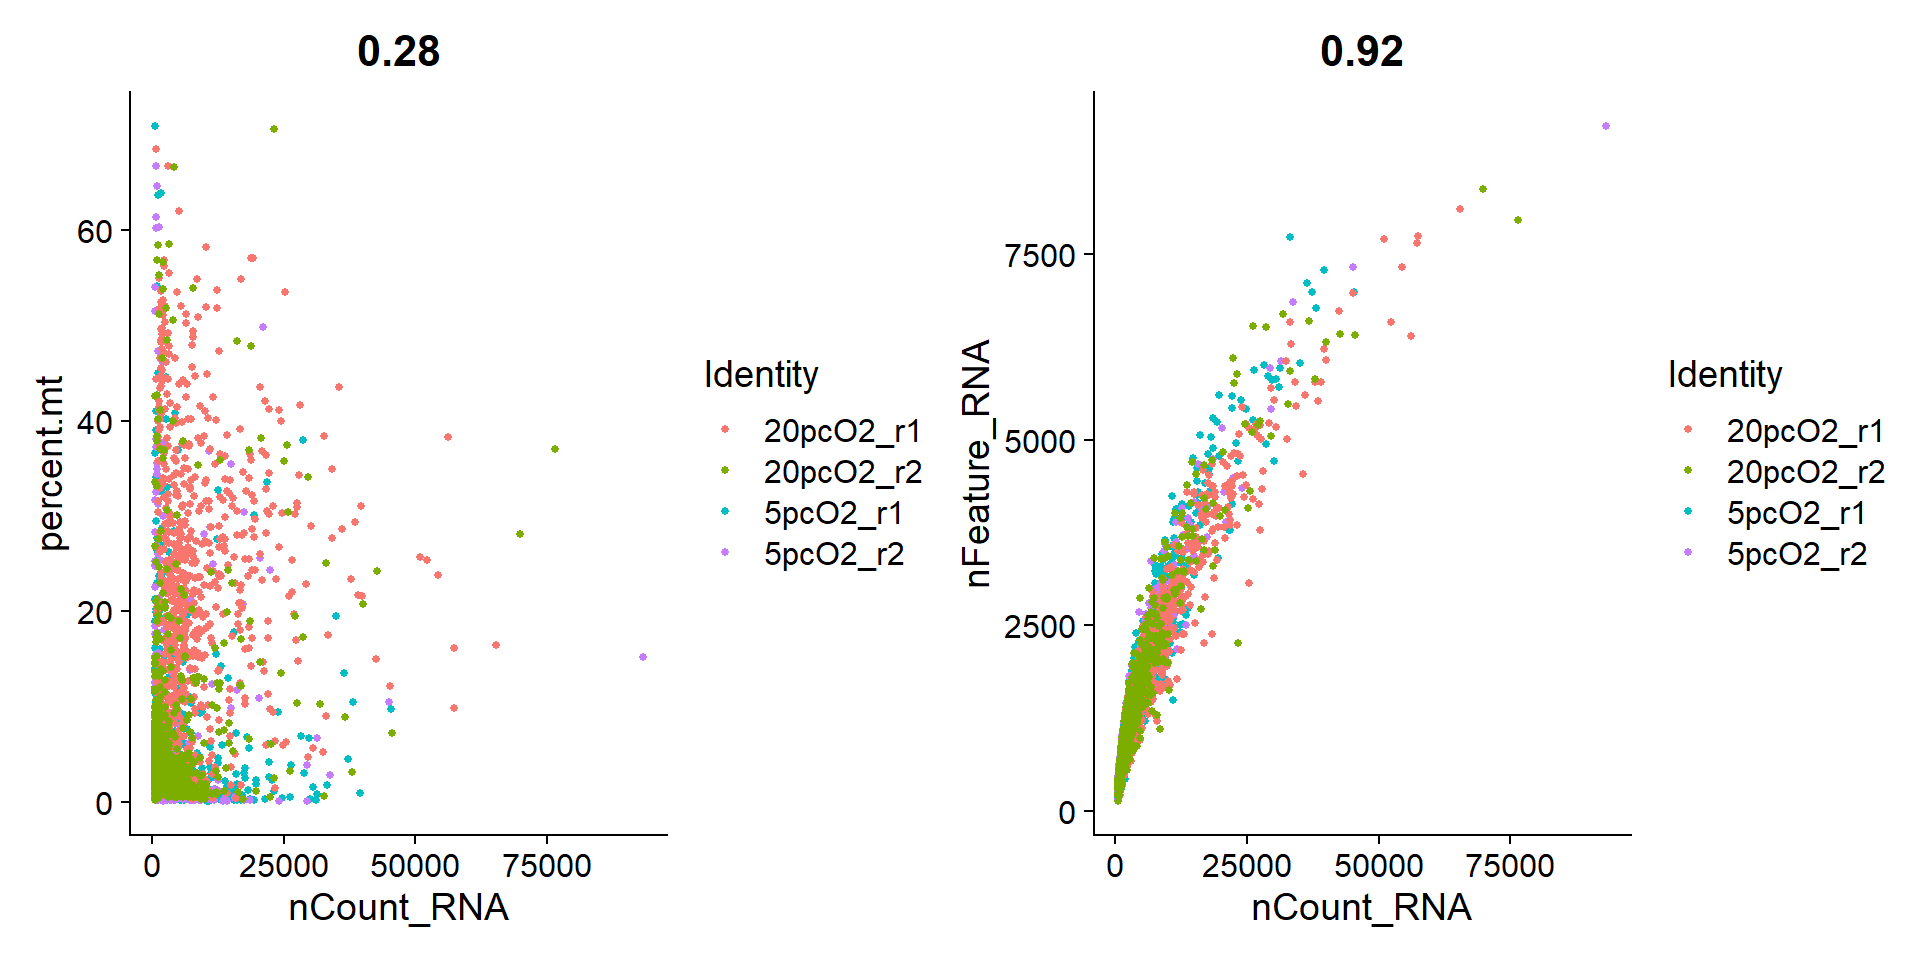 0.28
percent.mt
60
40
20
0
0 25000 50000 75000
nCount_RNA
Identity
20pcO2_r1
20pcO2_r2
5pcO2_r1
5pcO2_r2
0.92
nFeature_RNA
7500
5000
2500
0
0 25000 50000 75000
nCount_RNA
Identity
20pcO2_r1
20pcO2_r2
5pcO2_r1
5pcO2_r2